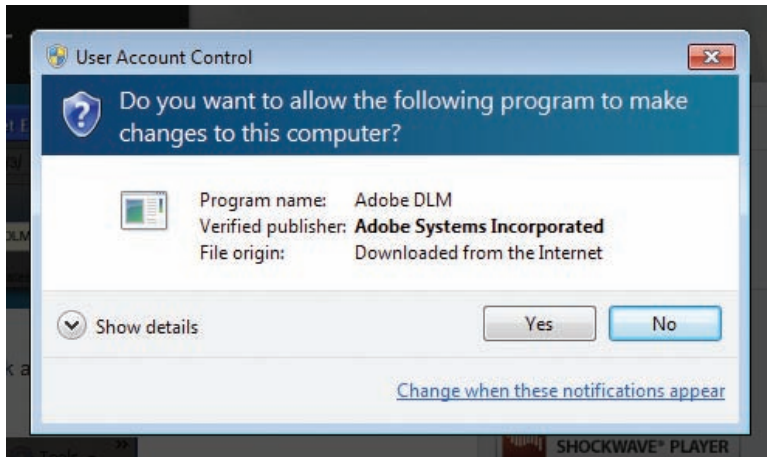 User Account Control
Do you want to allow the following program to make
changes to this computer?
Program name: Adobe DLM
Verified publisher: Adobe Systems Incorporated
File origin: Downloaded from the Internet
Show details
Yes
No
Change when these notifications appear
SHOCKWAVE® PLAYER